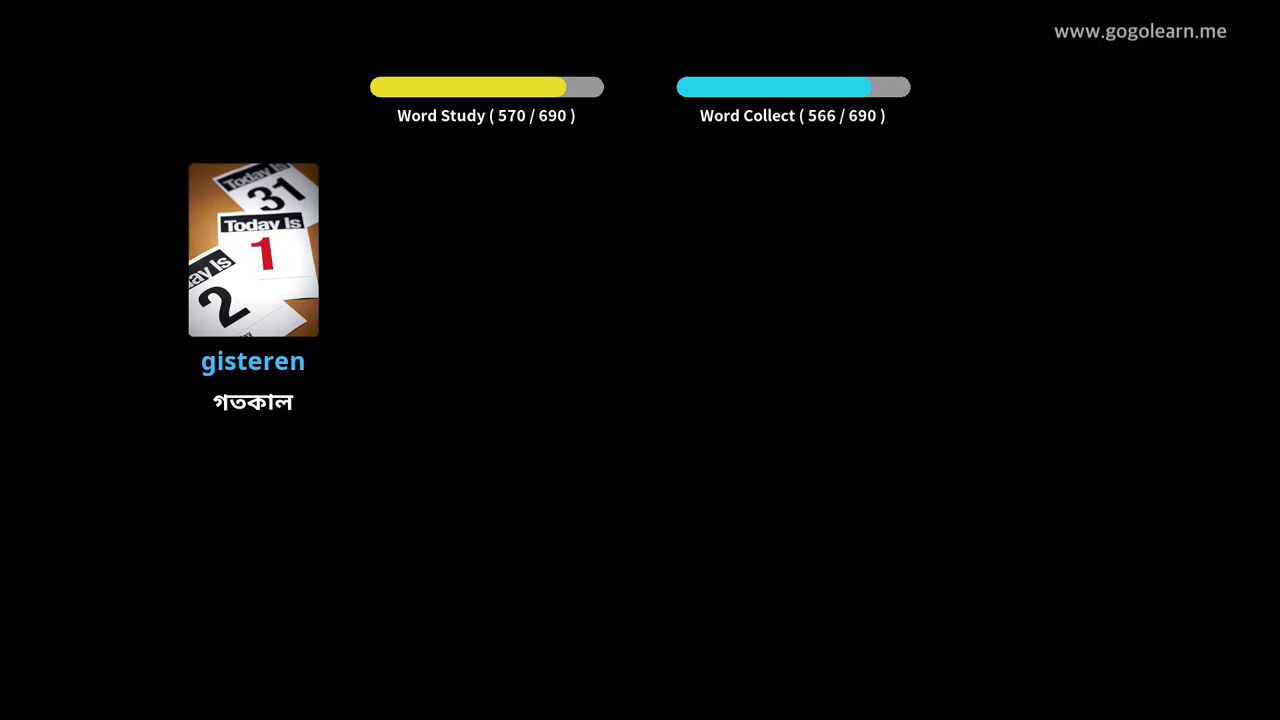 www.gogolearn.me
Word Study ( 570 / 690 )
Word Collect ( 566 / 690 )
Today Is
31
Today Is
1
ay Is
2
gisteren
গতকাল